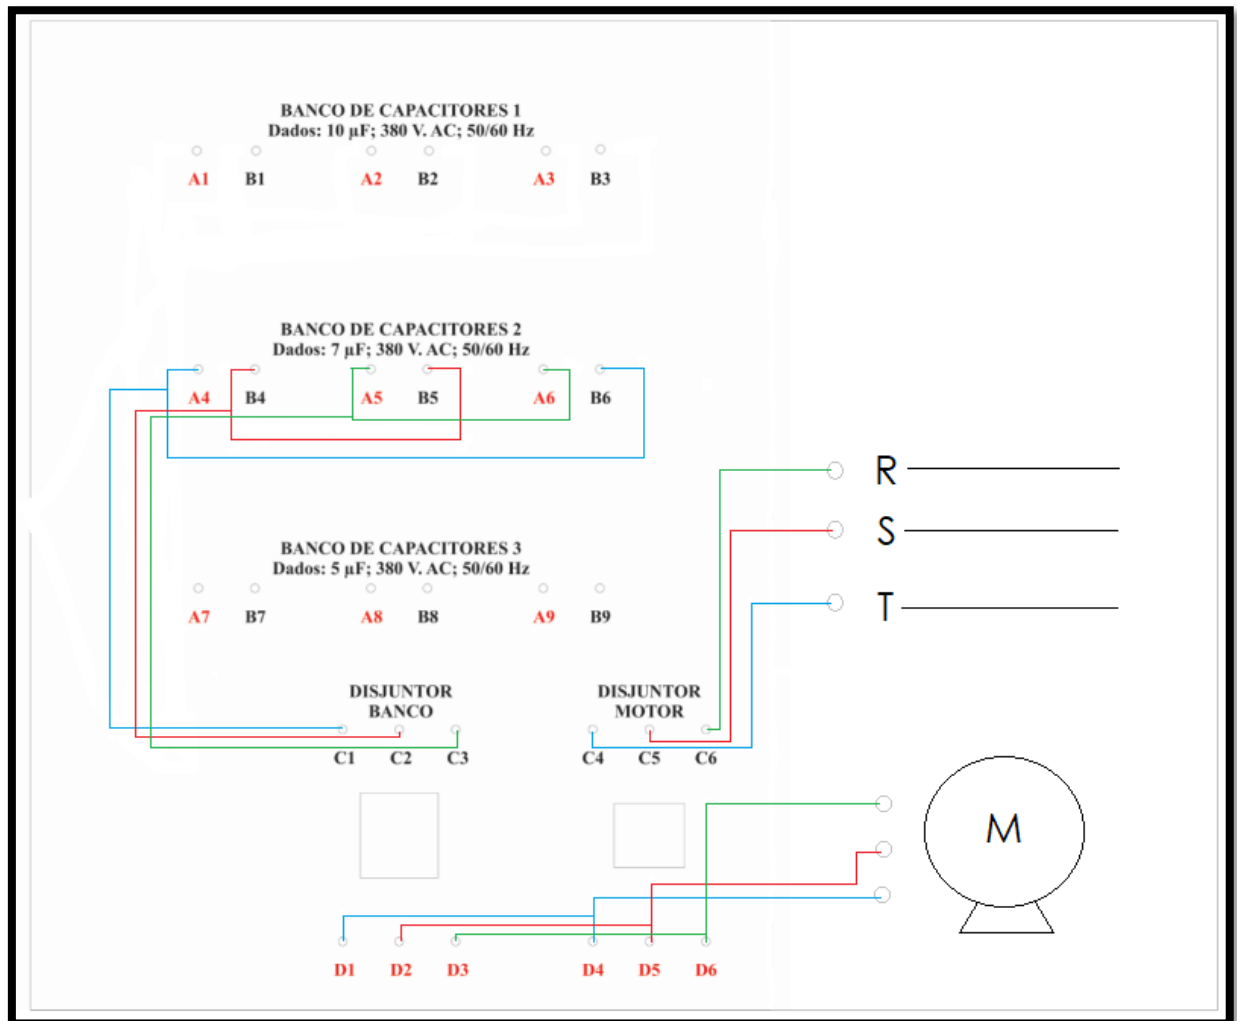 BANCO DE CAPACITORES 1
Dados: 10 µF; 380 V. AC; 50/60 Hz
A1 B1 A2 B2 A3 B3
BANCO DE CAPACITORES 2
Dados: 7 µF; 380 V. AC; 50/60 Hz
A4 B4 A5 B5 A6 B6
R
S
BANCO DE CAPACITORES 3
Dados: 5 µF; 380 V. AC; 50/60 Hz
T
A7 B7 A8 B8 A9 B9
DISJUNTOR
BANCO
DISJUNTOR
MOTOR
C1 C2 C3 C4 C5 C6
M
D1 D2 D3 D4 D5 D6